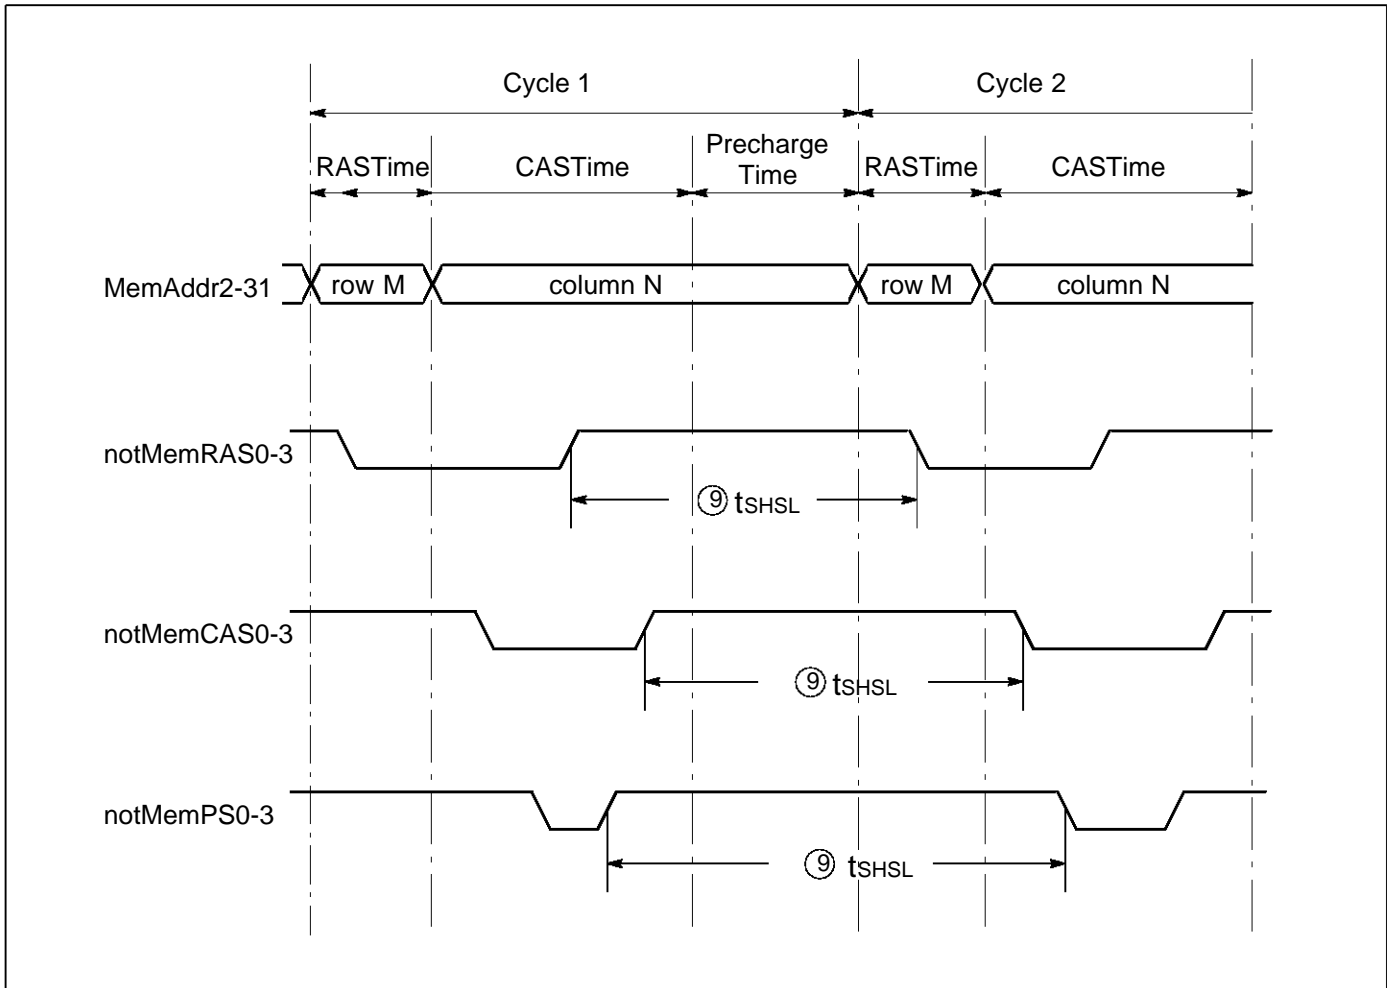 Cycle 1
Cycle 2
RASTime
CASTime
Precharge
Time
RASTime
CASTime
MemAddr2-31
row M
column N
row M
column N
notMemRAS0-3
9 tSHSL
notMemCAS0-3
9 tSHSL
notMemPS0-3
9 tSHSL